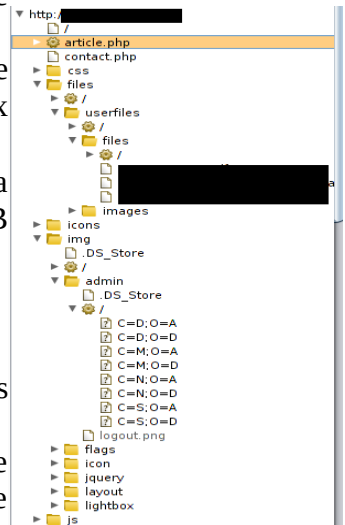 http:/
/
article.php
contact.php
css
files
/
userfiles
/
files
/
images
icons
img
.DS_Store
/
admin
.DS_Store
/
C=D;O=A
C=D;O=D
C=M;O=A
C=M;O=D
C=N;O=A
C=N;O=D
C=S;O=A
C=S;O=D
logout.png
flags
icon
jquery
layout
lightbox
js